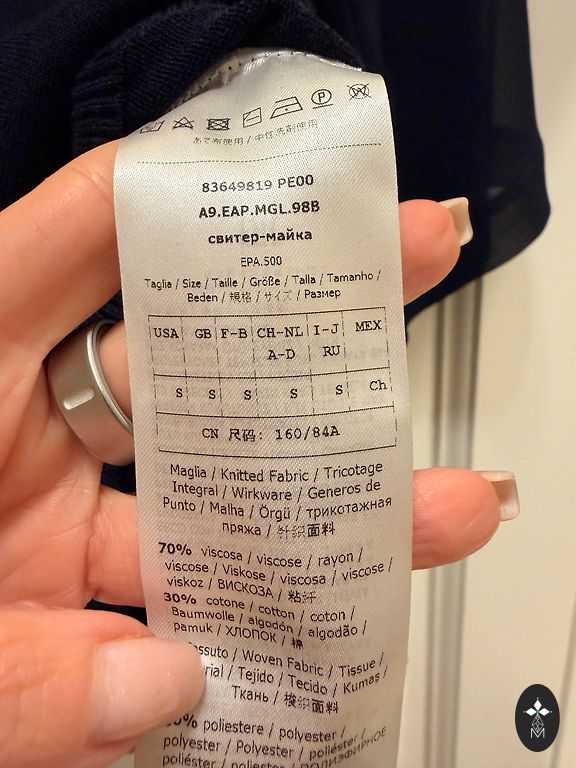 あて布使用 / 中性洗剤使用
83649819 PE00
A9.EAP.MGL.98B
свитер-майка
EPA.500
Taglia / Size / Taille / Größe / Talla / Tamanho /
Beden / 規格 / サイズ / Размер
USA GB F-B CH-NL I-J MEX
A-D RU
S S S S S Ch
CN 尺码: 160/84A
Maglia / Knitted Fabric / Tricotage
Integral / Wirkware / Generos de
Punto / Malha / Örgü / трикотажная
пряжа / 针织面料
70% viscosa / viscose / rayon /
viscose / Viskose / viscosa / viscose /
viskoz / ВИСКОЗА / 粘纤
30% cotone / cotton / coton /
Baumwolle / algodón / algodão /
pamuk / ХЛОПОК / 棉
/ Woven Fabric / Tissue /
/ Tejido / Tecido / Kumaş /
Ткань / 梭织面料
poliestere / polyester /
polyester / Polyester / poliéster /
poliéster / poliester / ПОЛИЭФИРНОЕ